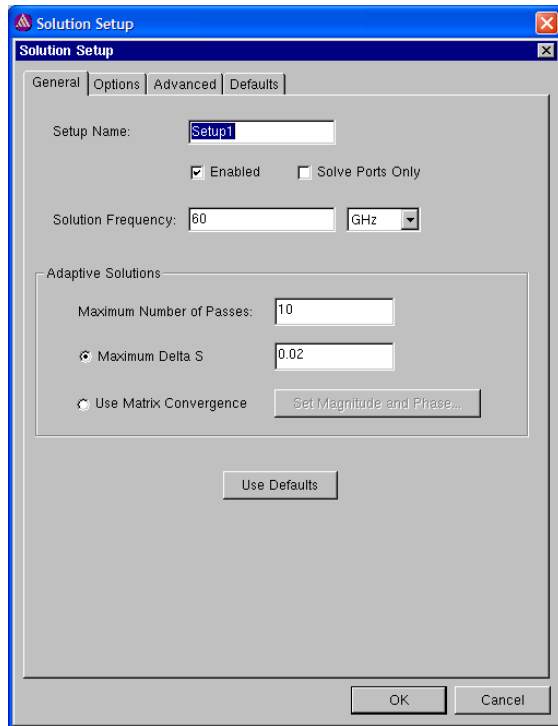 Solution Setup
Solution Setup
General Options Advanced Defaults
Setup Name: Setup1
Enabled Solve Ports Only
Solution Frequency: 60 GHz
Adaptive Solutions
Maximum Number of Passes: 10
Maximum Delta S 0.02
Use Matrix Convergence Set Magnitude and Phase...
Use Defaults
OK Cancel